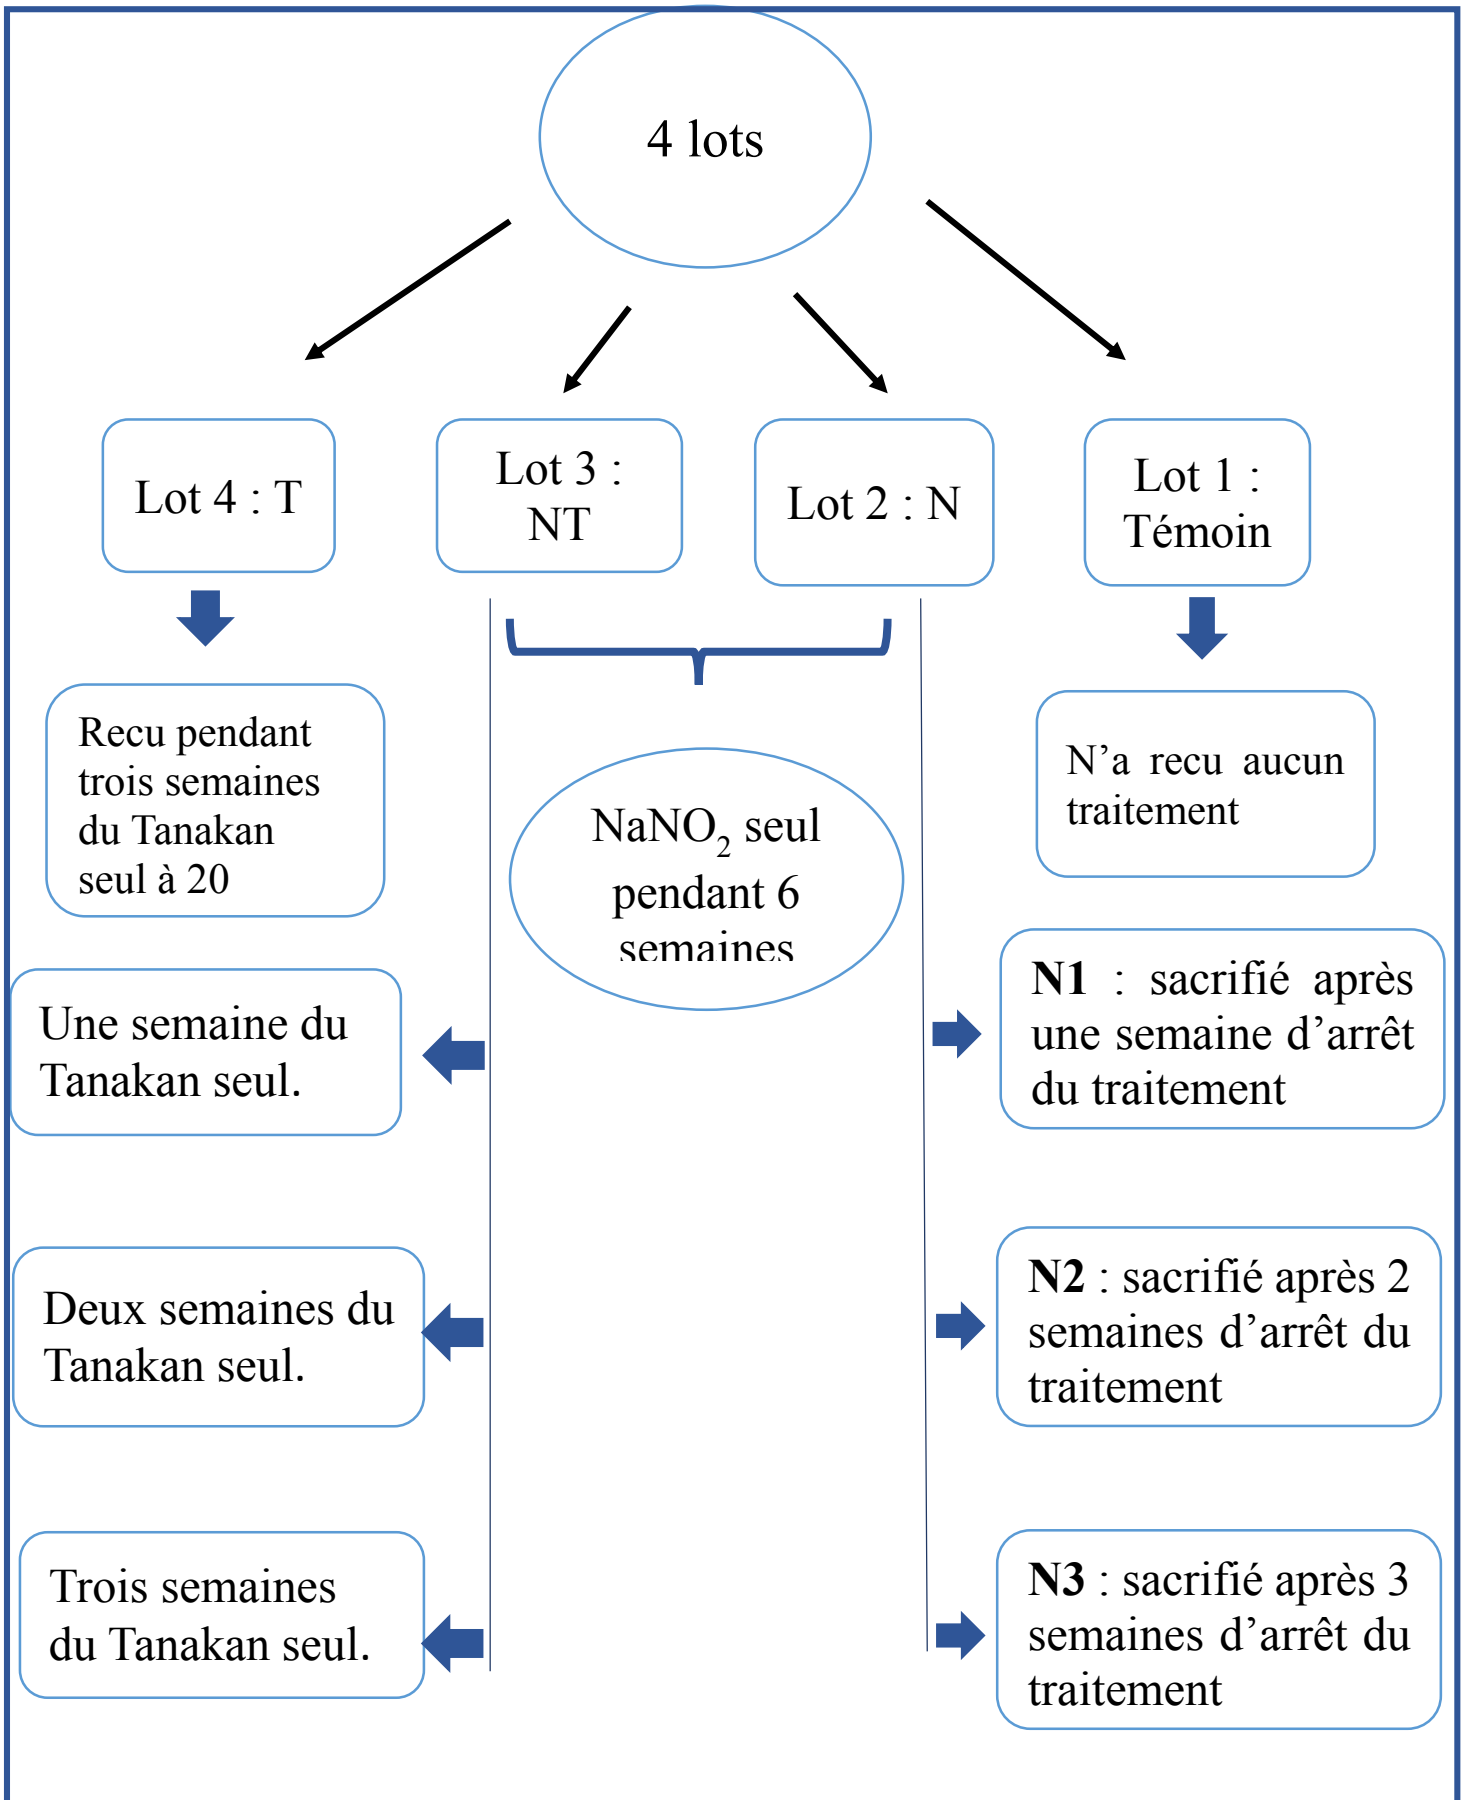 4 lots
Lot 4 : T
Lot 3 :
NT
Lot 2 : N
Lot 1 :
Témoin
Recu pendant
trois semaines
du Tanakan
seul à 20
NaNO₂ seul
pendant 6
semaines
N’a recu aucun
traitement
Une semaine du
Tanakan seul.
N1 : sacrifié après
une semaine d’arrêt
du traitement
Deux semaines du
Tanakan seul.
N2 : sacrifié après 2
semaines d’arrêt du
traitement
Trois semaines
du Tanakan seul.
N3 : sacrifié après 3
semaines d’arrêt du
traitement